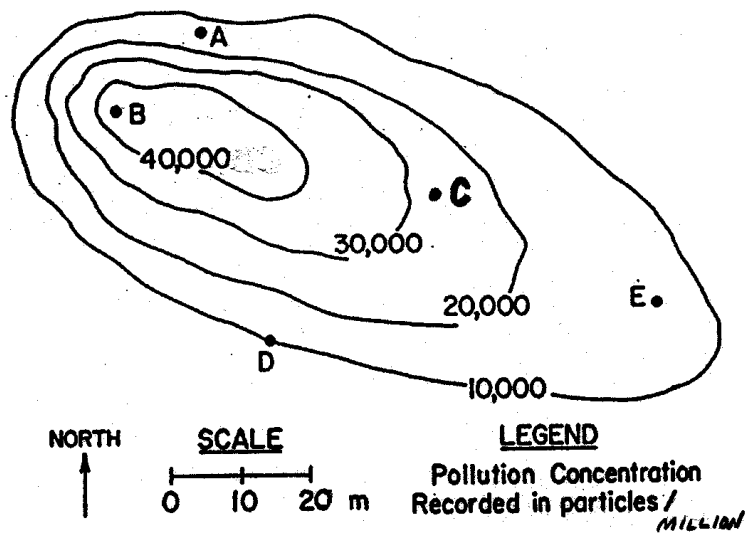 A
B
40,000
C
30,000
E
20,000
D
10,000
NORTH
SCALE
LEGEND
Pollution Concentration
0 10 20 m
Recorded in particles/
MILLION